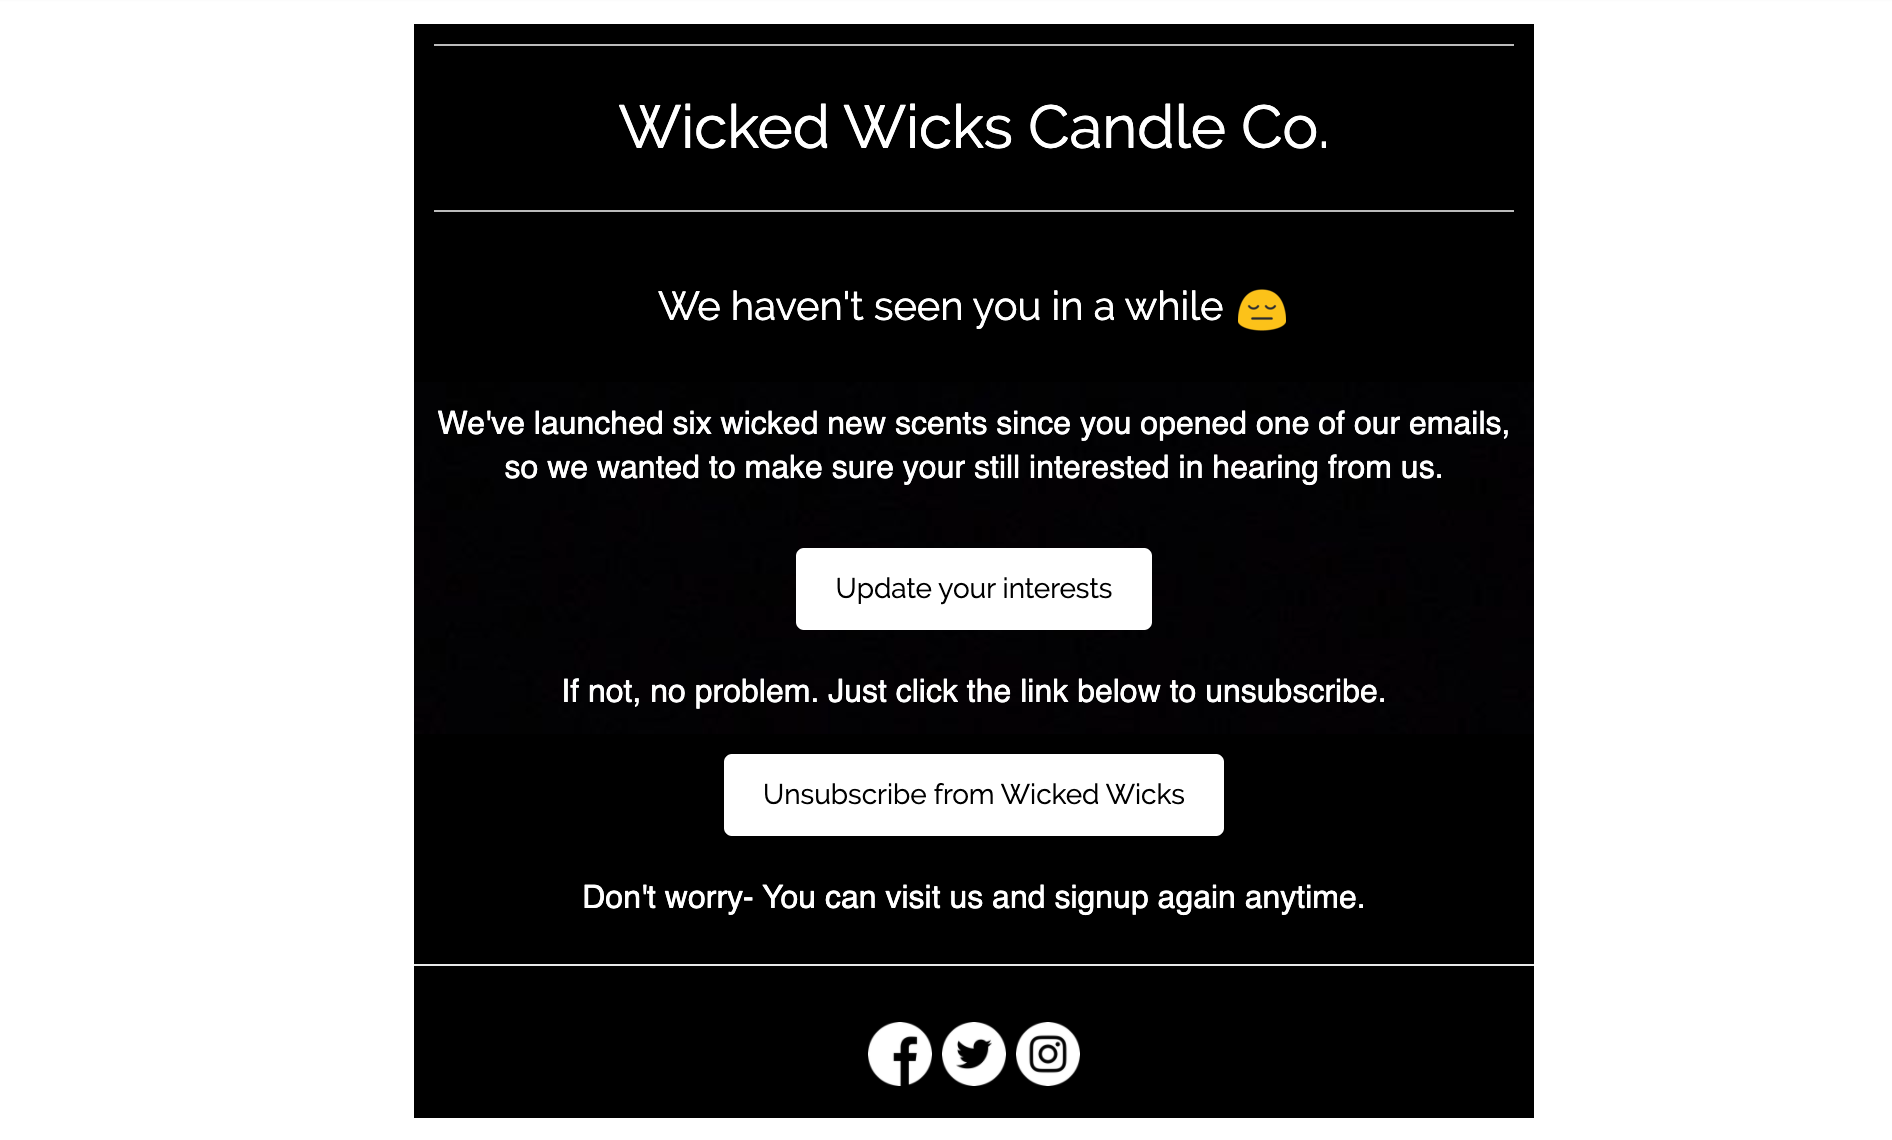 Wicked Wicks Candle Co.
We haven't seen you in a while 😔
We've launched six wicked new scents since you opened one of our emails,
so we wanted to make sure your still interested in hearing from us.
Update your interests
If not, no problem. Just click the link below to unsubscribe.
Unsubscribe from Wicked Wicks
Don't worry- You can visit us and signup again anytime.